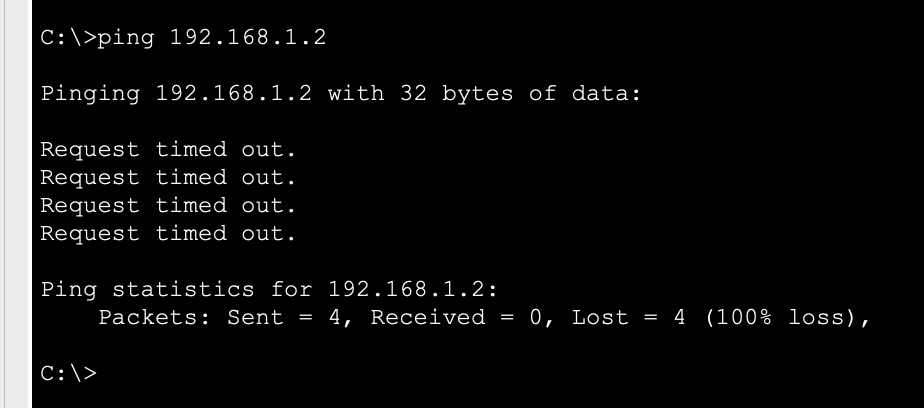 C:\>ping 192.168.1.2
Pinging 192.168.1.2 with 32 bytes of data:
Request timed out.
Request timed out.
Request timed out.
Request timed out.
Ping statistics for 192.168.1.2:
Packets: Sent = 4, Received = 0, Lost = 4 (100% loss),
C:\>